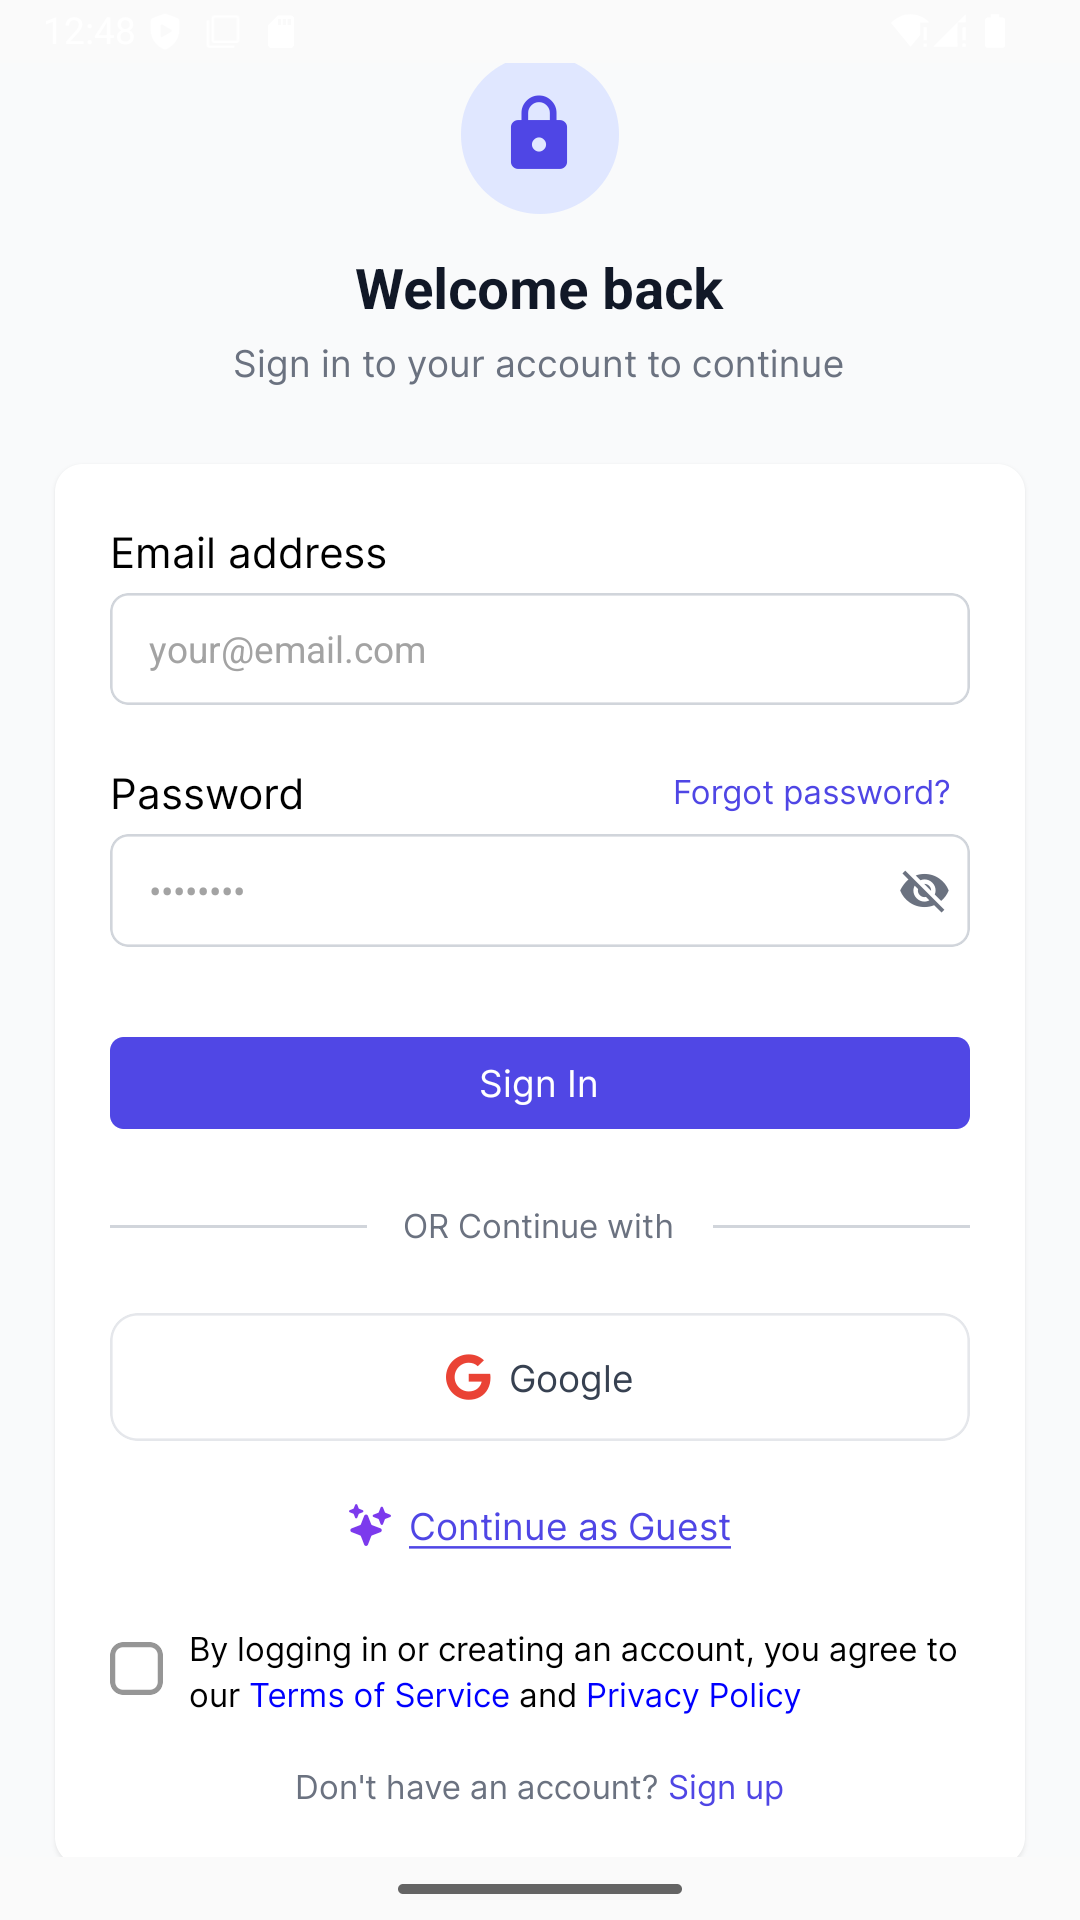 12:48
Welcome back
Sign in to your account to continue
Email address
your@email.com
Password
Forgot password?
••••••••
Sign In
OR Continue with
Google
Continue as Guest
By logging in or creating an account, you agree to
our Terms of Service and Privacy Policy
Don't have an account? Sign up